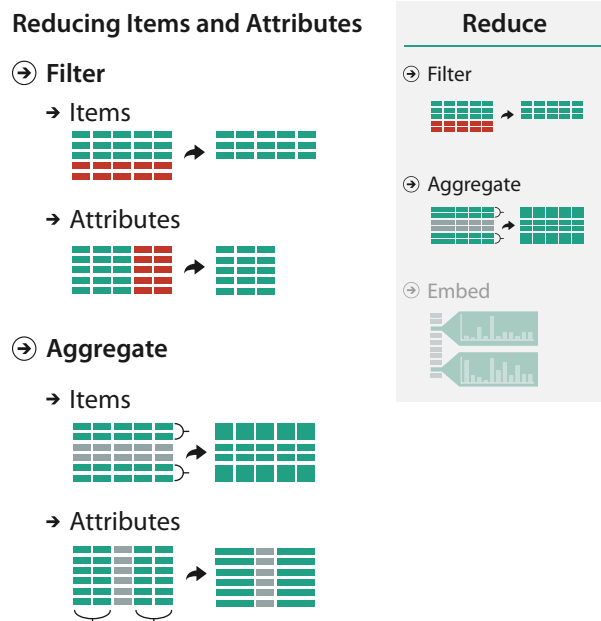 Reducing Items and Attributes
Filter
Items
Attributes
Aggregate
Items
Attributes
Reduce
Filter
Aggregate
Embed